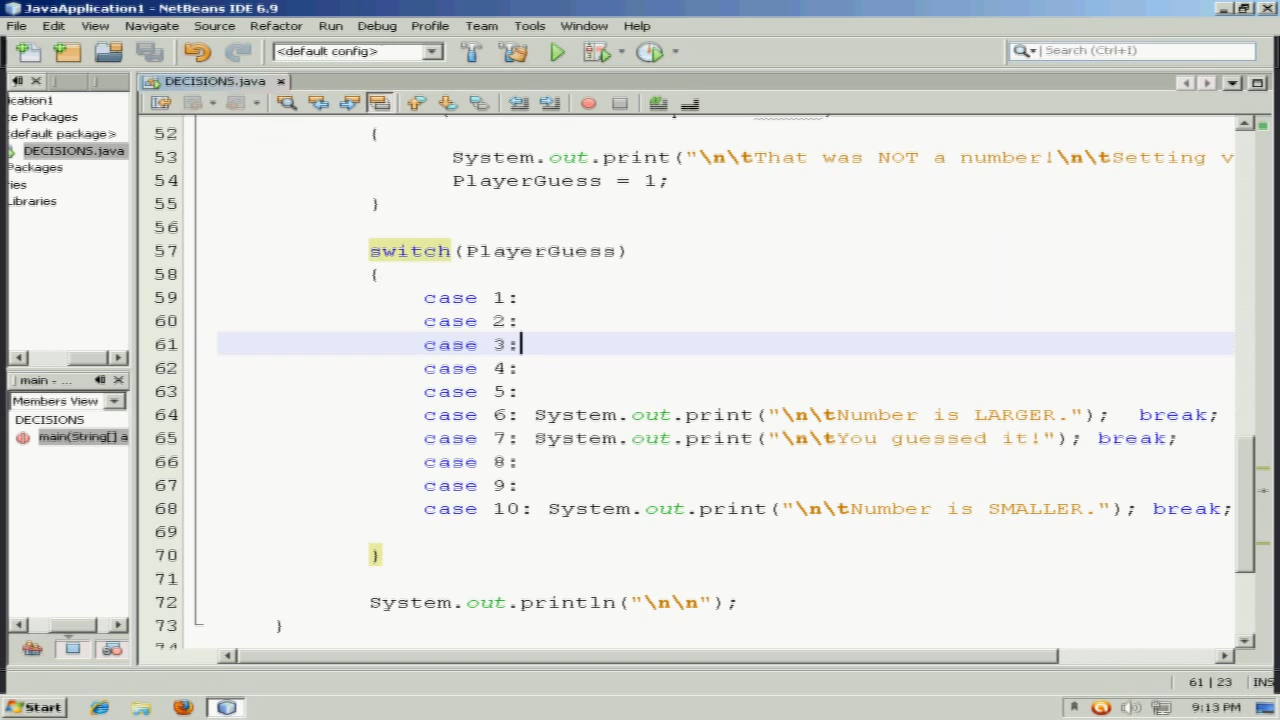 JavaApplication1 - NetBeans IDE 6.9
File Edit View Navigate Source Refactor Run Debug Profile Team Tools Window Help
<default config> Search (Ctrl+I)
DECISIONS.java
ication1
e Packages
default package>
DECISIONS.java
Packages
ries
Libraries
main - ...
Members View
DECISIONS
main(String[] a
52 {
53 System.out.print("\n\tThat was NOT a number!\n\tSetting v
54 PlayerGuess = 1;
55 }
56
57 switch(PlayerGuess)
58 {
59 case 1:
60 case 2:
61 case 3:
62 case 4:
63 case 5:
64 case 6: System.out.print("\n\tNumber is LARGER."); break;
65 case 7: System.out.print("\n\tYou guessed it!"); break;
66 case 8:
67 case 9:
68 case 10: System.out.print("\n\tNumber is SMALLER."); break;
69
70 }
71
72 System.out.println("\n\n");
73 }
61 | 23 INS
Start 9:13 PM